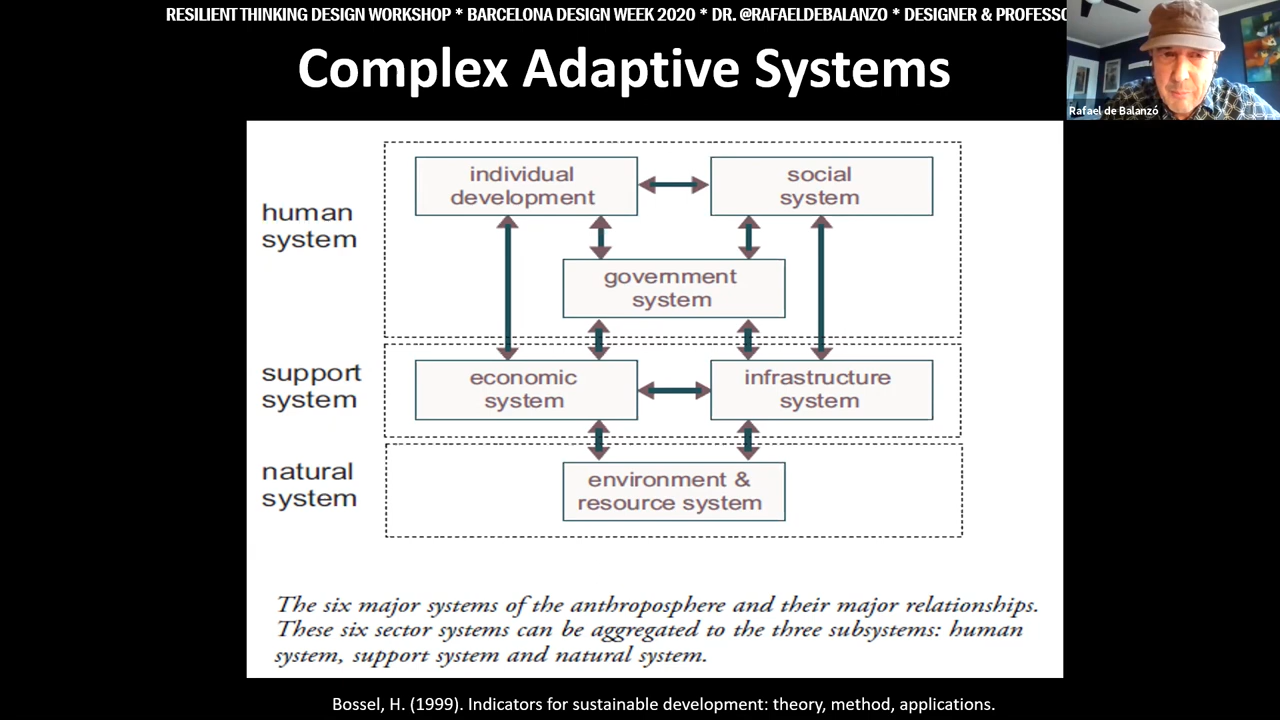 RESILIENT THINKING DESIGN WORKSHOP * BARCELONA DESIGN WEEK 2020 * DR. @RAFAELDEBALANZO * DESIGNER &
Complex Adaptive Systems
Rafael de Balanzó
individual
development
social
system
human
system
government
system
support
system
economic
system
infrastructure
system
natural
system
environment &
resource system
The six major systems of the anthroposphere and their major relationships.
These six sector systems can be aggregated to the three subsystems: human
system, support system and natural system.
Bossel, H. (1999). Indicators for sustainable development: theory, method, applications.